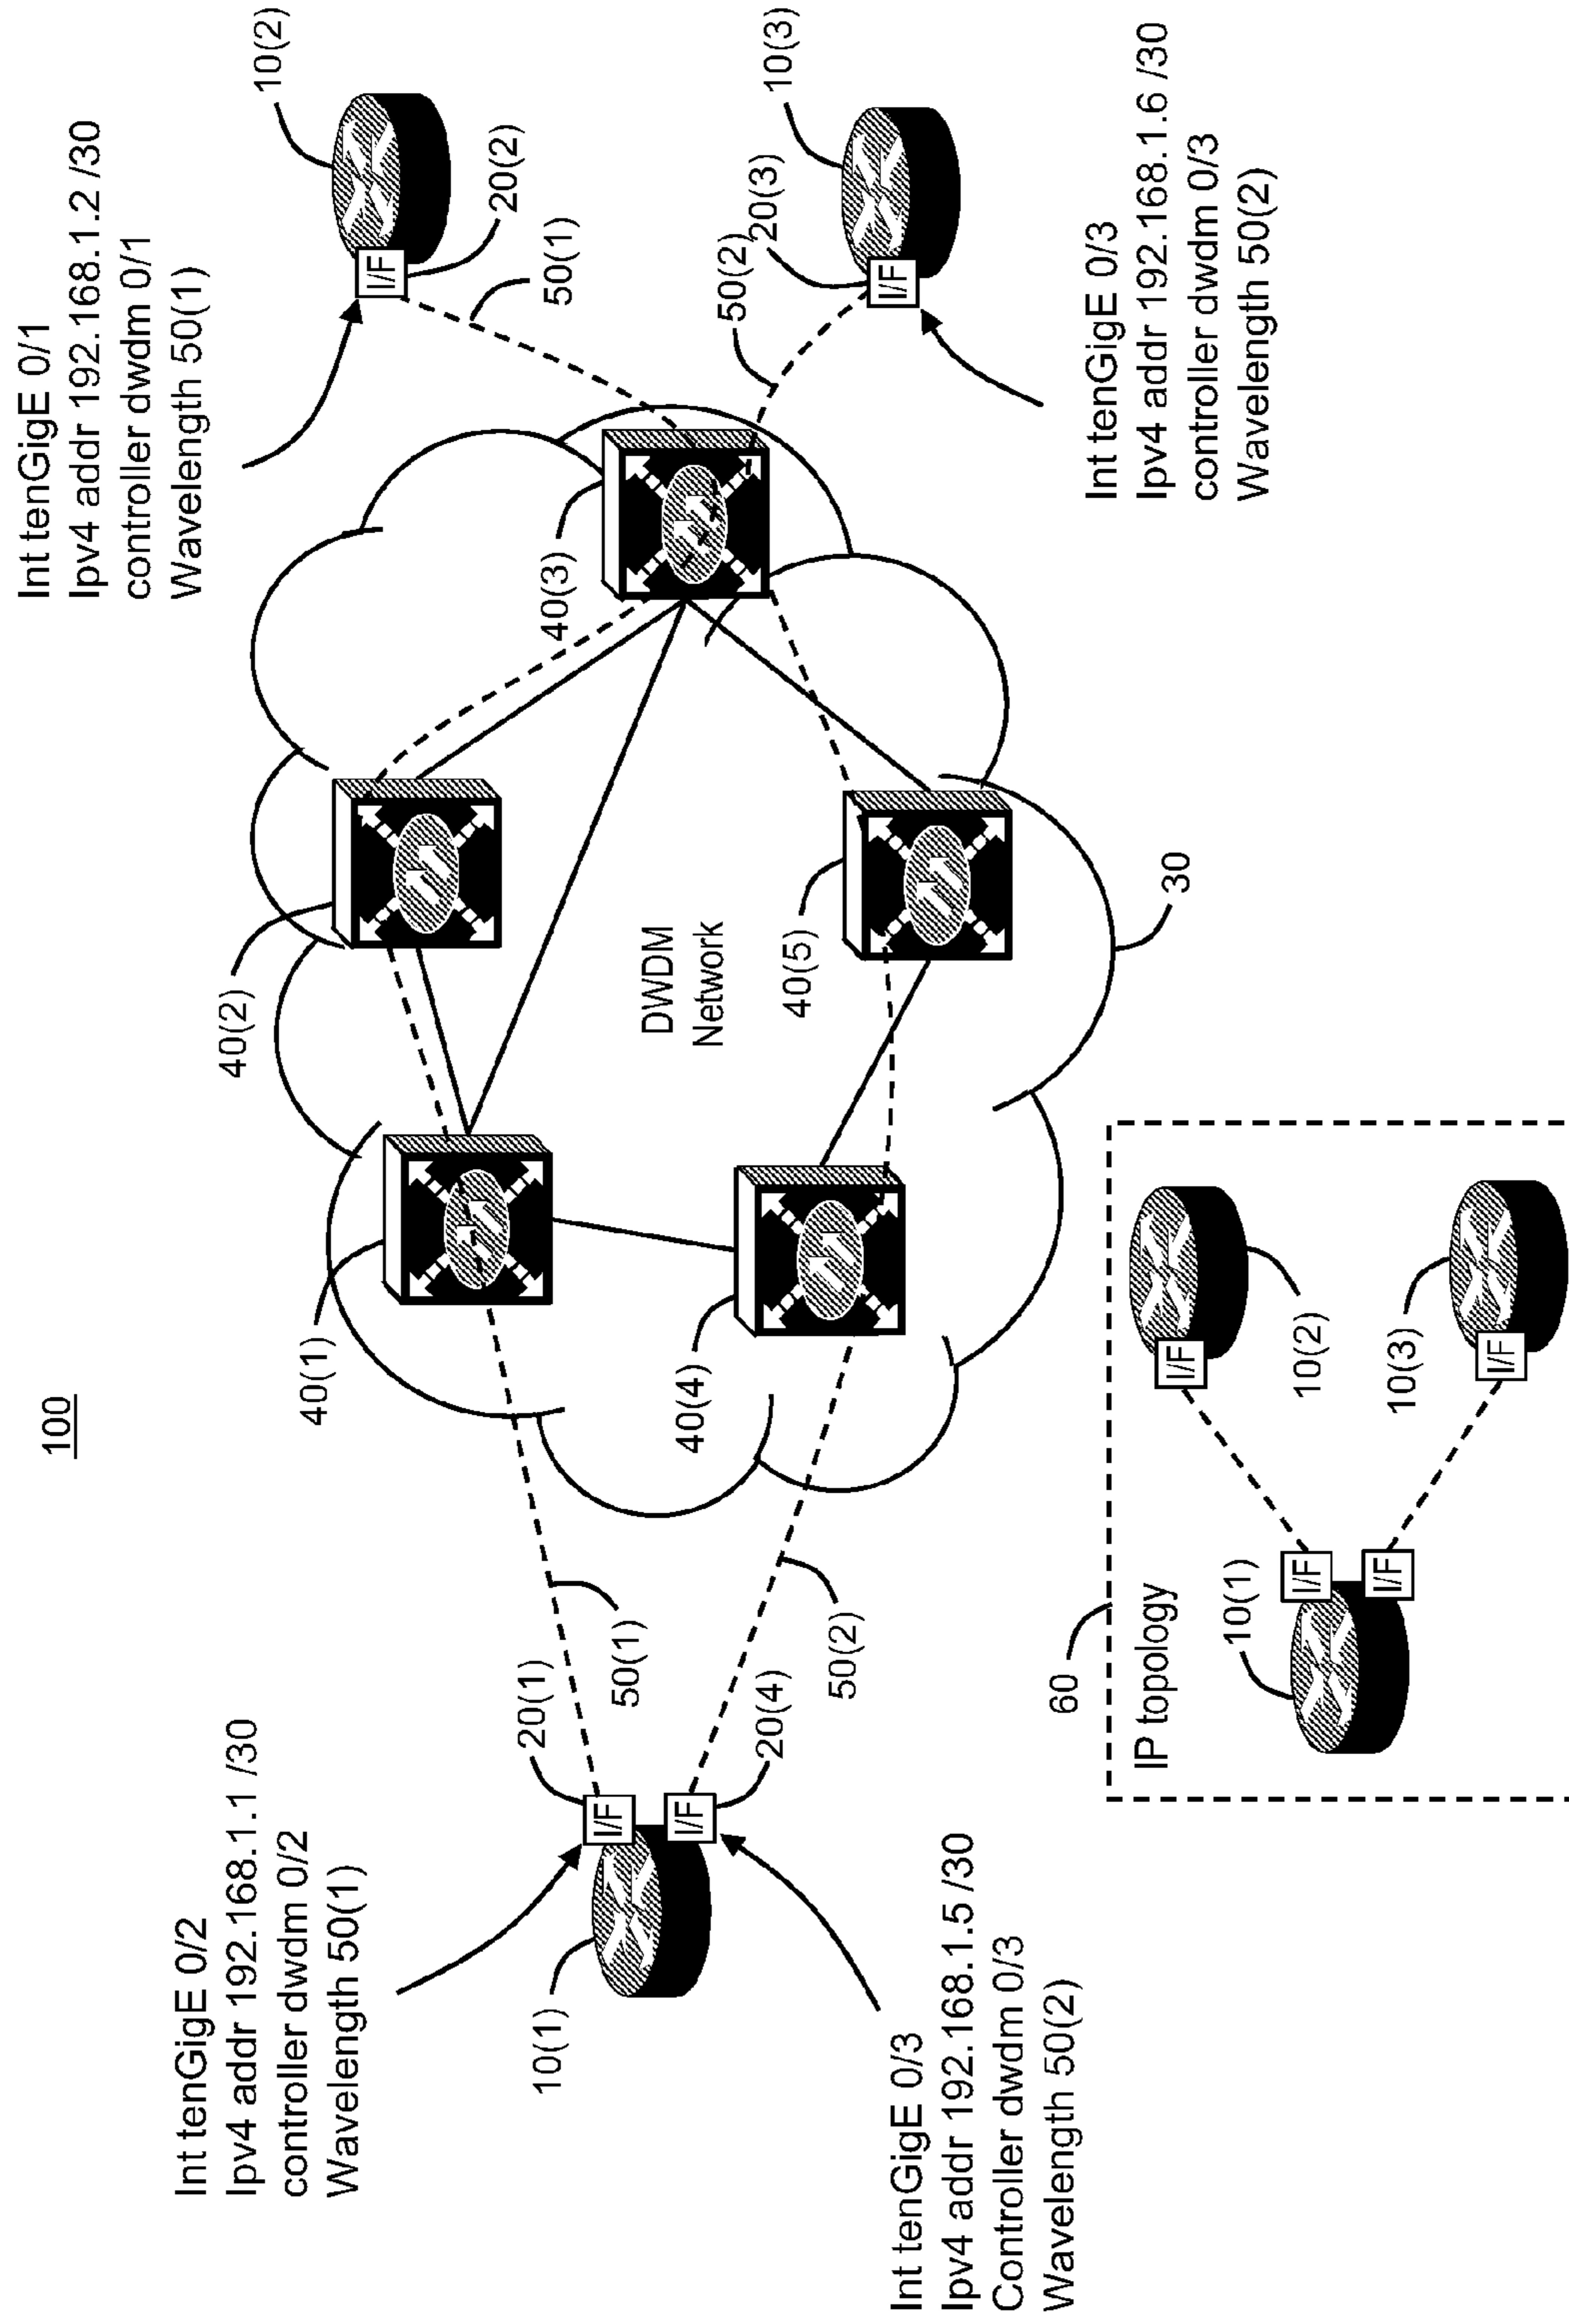 100
Int tenGigE 0/2
Ipv4 addr 192.168.1.1 /30
controller dwdm 0/2
Wavelength 50(1)
Int tenGigE 0/1
Ipv4 addr 192.168.1.2 /30
controller dwdm 0/1
Wavelength 50(1)
10(2)
I/F
20(2)
50(1)
40(2)
40(1)
40(3)
20(1)
50(1)
10(1)
I/F
I/F
20(4)
50(2)
DWDM
Network
40(4)
40(5)
50(2)
20(3)
10(3)
I/F
30
Int tenGigE 0/3
Ipv4 addr 192.168.1.5 /30
Controller dwdm 0/3
Wavelength 50(2)
Int tenGigE 0/3
Ipv4 addr 192.168.1.6 /30
controller dwdm 0/3
Wavelength 50(2)
60
IP topology
10(1)
I/F
I/F
I/F
10(2)
10(3)
I/F